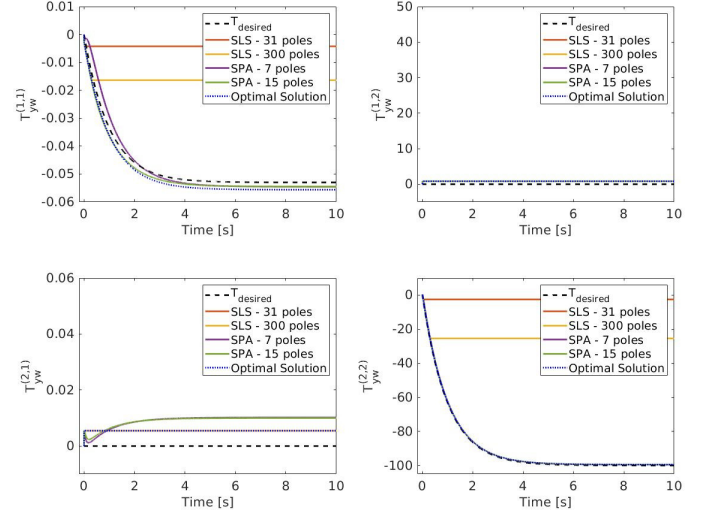 0
-0.01
-0.02
-0.03
-0.04
-0.05
-0.06
0 2 4 6 8 10
Time [s]
T_yw^(1,1)
T_desired
SLS - 31 poles
SLS - 300 poles
SPA - 7 poles
SPA - 15 poles
Optimal Solution
50
40
30
20
10
0
0 2 4 6 8 10
Time [s]
T_yw^(1,2)
T_desired
SLS - 31 poles
SLS - 300 poles
SPA - 7 poles
SPA - 15 poles
Optimal Solution
0.06
0.04
0.02
0
0 2 4 6 8 10
Time [s]
T_yw^(2,1)
T_desired
SLS - 31 poles
SLS - 300 poles
SPA - 7 poles
SPA - 15 poles
Optimal Solution
0
-20
-40
-60
-80
-100
0 2 4 6 8 10
Time [s]
T_yw^(2,2)
T_desired
SLS - 31 poles
SLS - 300 poles
SPA - 7 poles
SPA - 15 poles
Optimal Solution